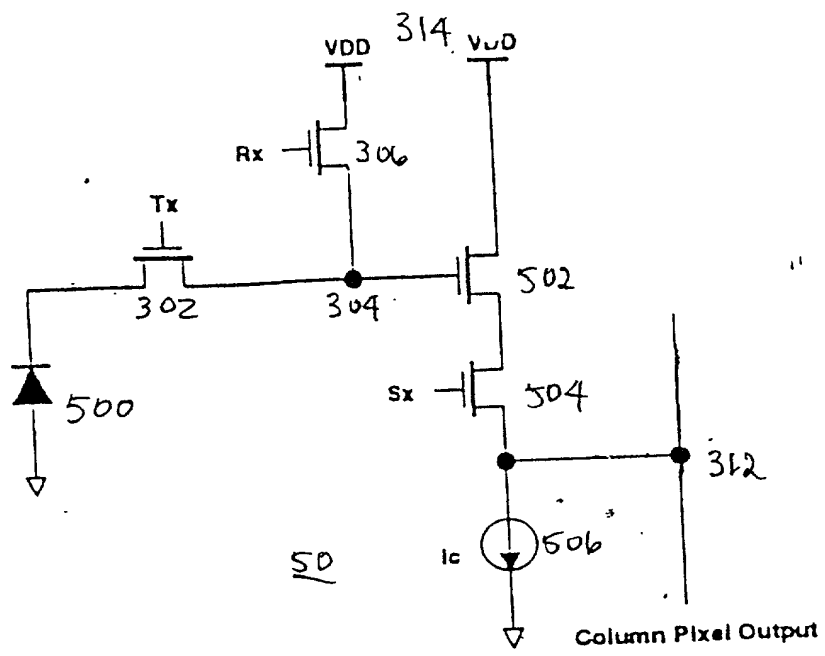 314
VDD
VDD
Rx
306
Tx
302
304
502
Sx
504
500
312
Ic
506
50
Column Pixel Output